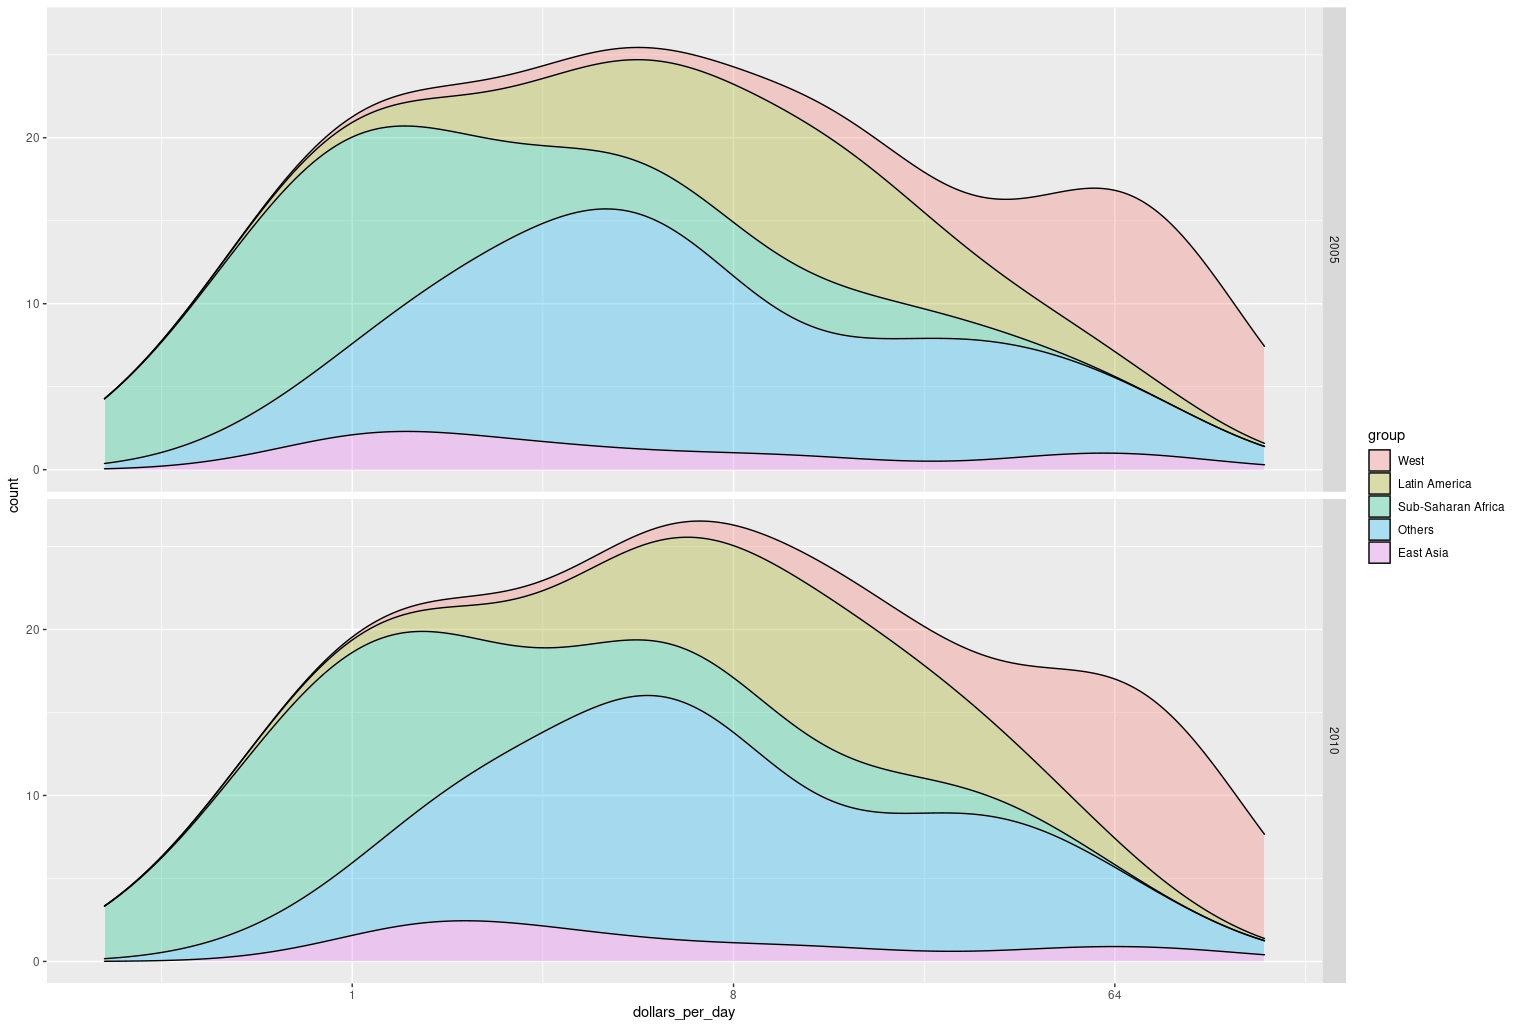 20
10
0
2005
count
20
10
0
2010
1
8
64
dollars_per_day
group
West
Latin America
Sub-Saharan Africa
Others
East Asia